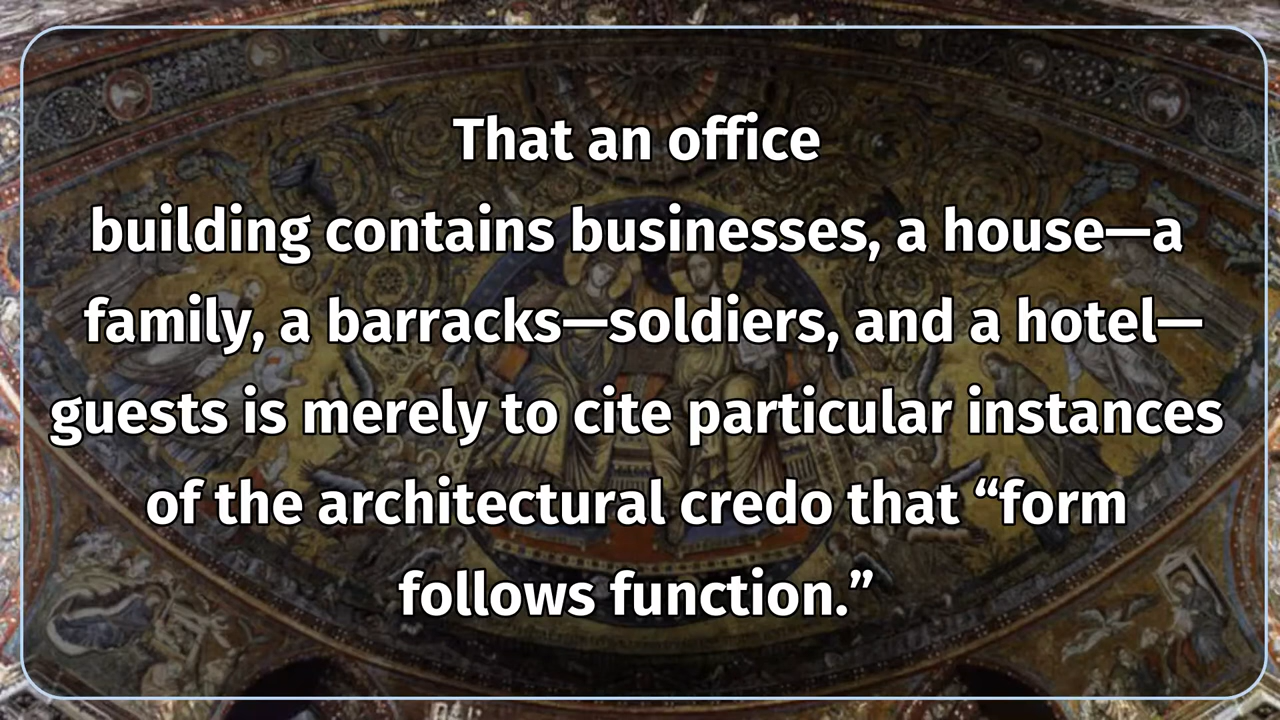 That an office
building contains businesses, a house—a
family, a barracks—soldiers, and a hotel—
guests is merely to cite particular instances
of the architectural credo that “form
follows function.”